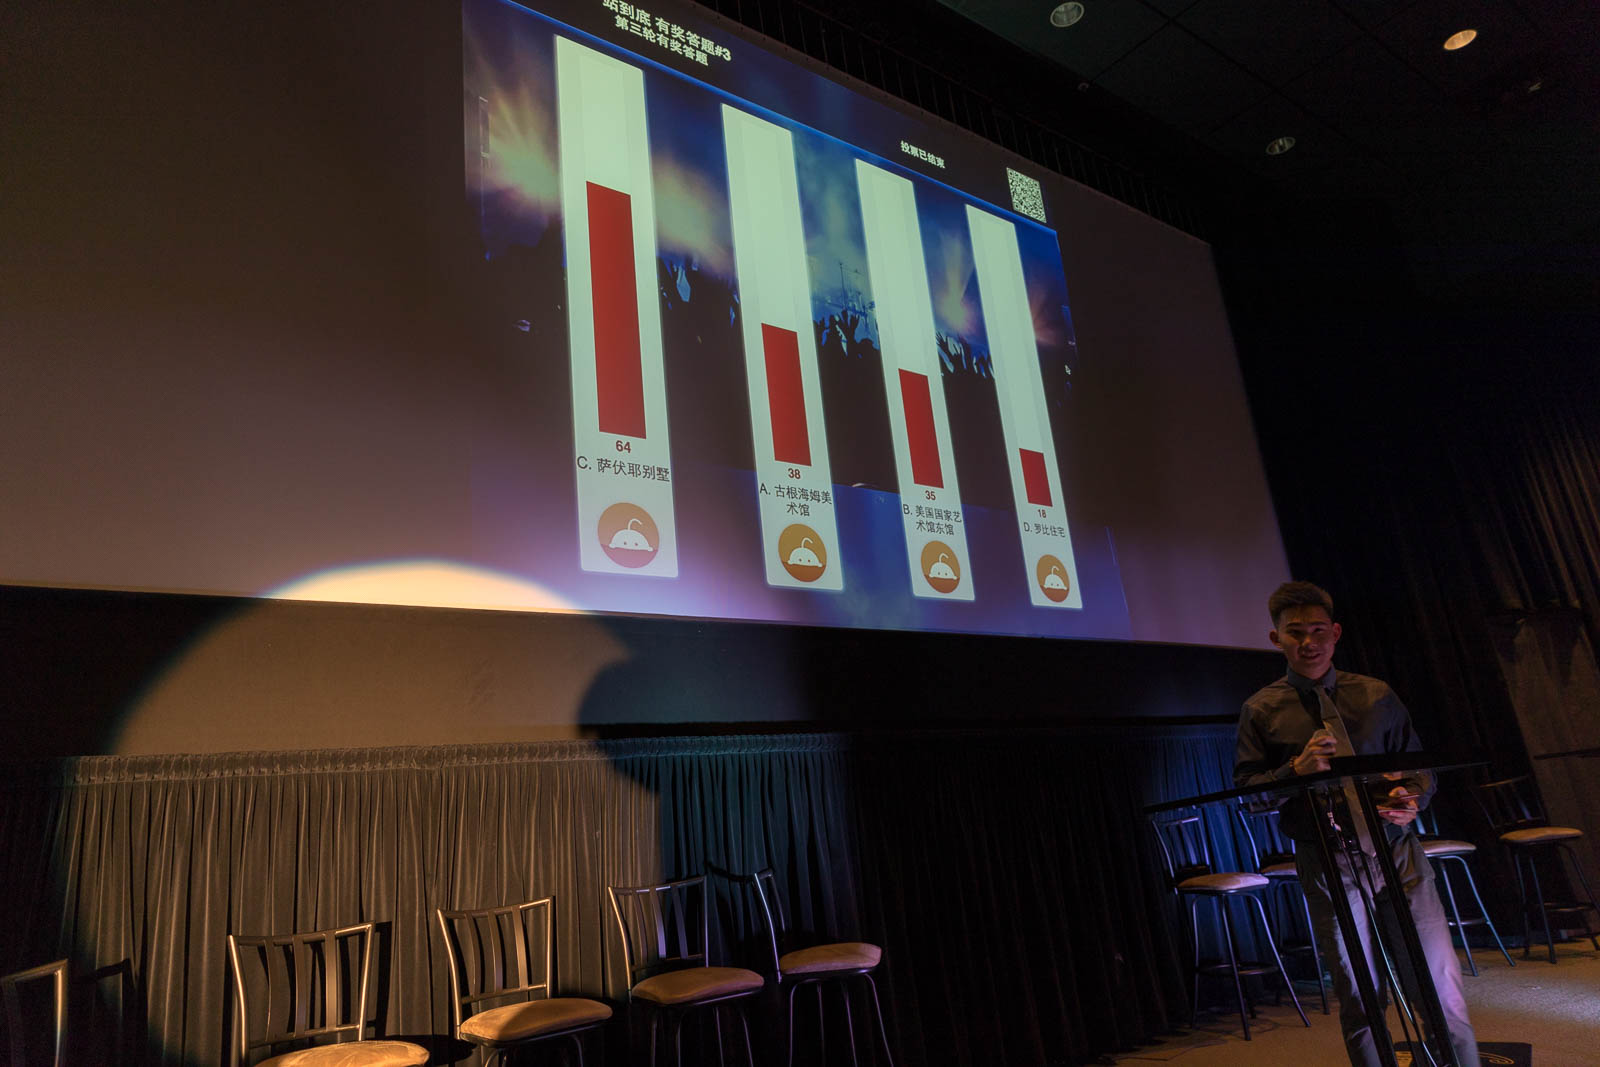 站到底 有奖答题#3
第三轮有奖答题
投票已结束
64
C. 萨伏耶别墅
38
A. 古根海姆美
术馆
35
B. 美国国家艺
术馆东馆
18
D. 罗比住宅